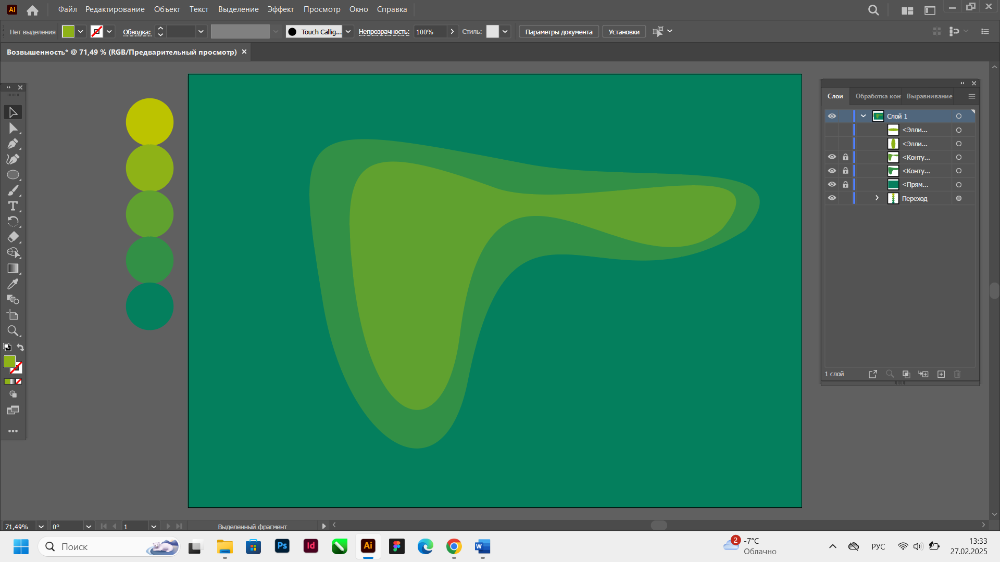 Ai Файл Редактирование Объект Текст Выделение Эффект Просмотр Окно Справка
Нет выделения Обводка: Touch Callig... Непрозрачность: 100% Стиль: Параметры документа Установки
Возвышенность* @ 71,49 % (RGB/Предварительный просмотр)
Слои Обработка кон Выравнивание
Слой 1
<Элли...
<Элли...
<Конту...
<Конту...
<Прям...
Переход
1 слой
71,49% 0° 1 Выделенный фрагмент
Поиск Ps Id Ai W 2 -7°C
Облачно
РУС
13:33
27.02.2025